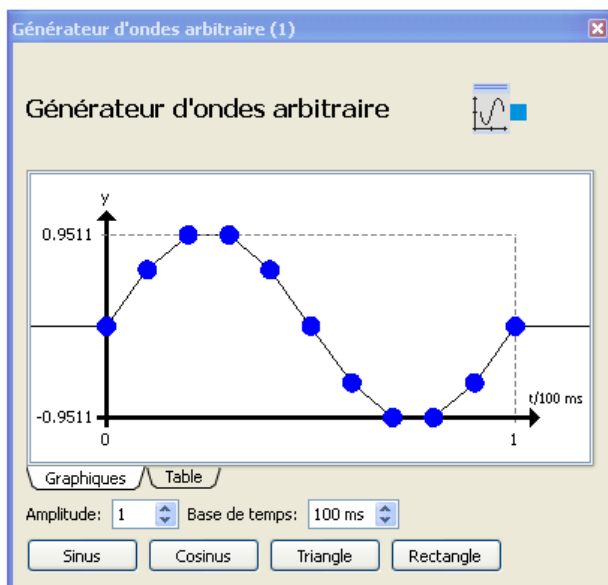 Générateur d'ondes arbitraire (1)
Générateur d'ondes arbitraire
y
0.9511
-0.9511
t/100 ms
0 1
Graphiques Table
Amplitude: 1 Base de temps: 100 ms
Sinus Cosinus Triangle Rectangle